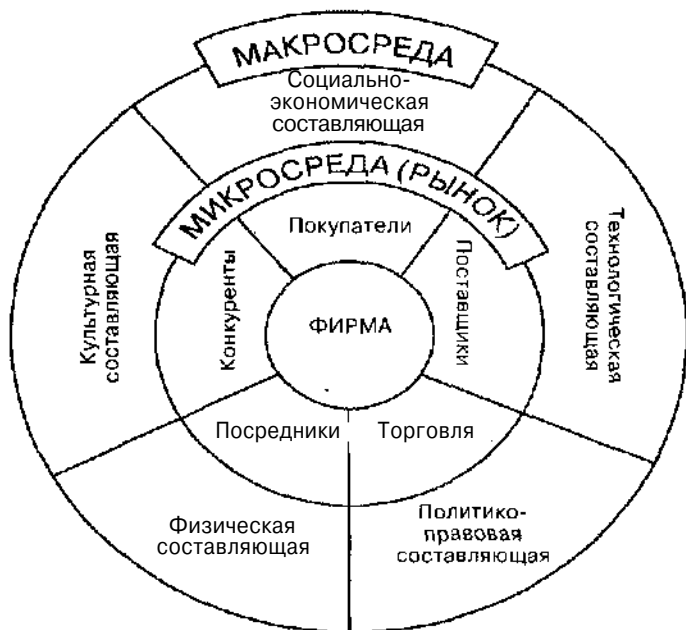 МАКРОСРЕДА
Социально-
экономическая
составляющая
МИКРОСРЕДА (РЫНОК)
Покупатели
Культурная
составляющая
Конкуренты
ФИРМА
Поставщики
Технологическая
составляющая
Посредники
Торговля
Физическая
составляющая
Политико-
правовая
составляющая